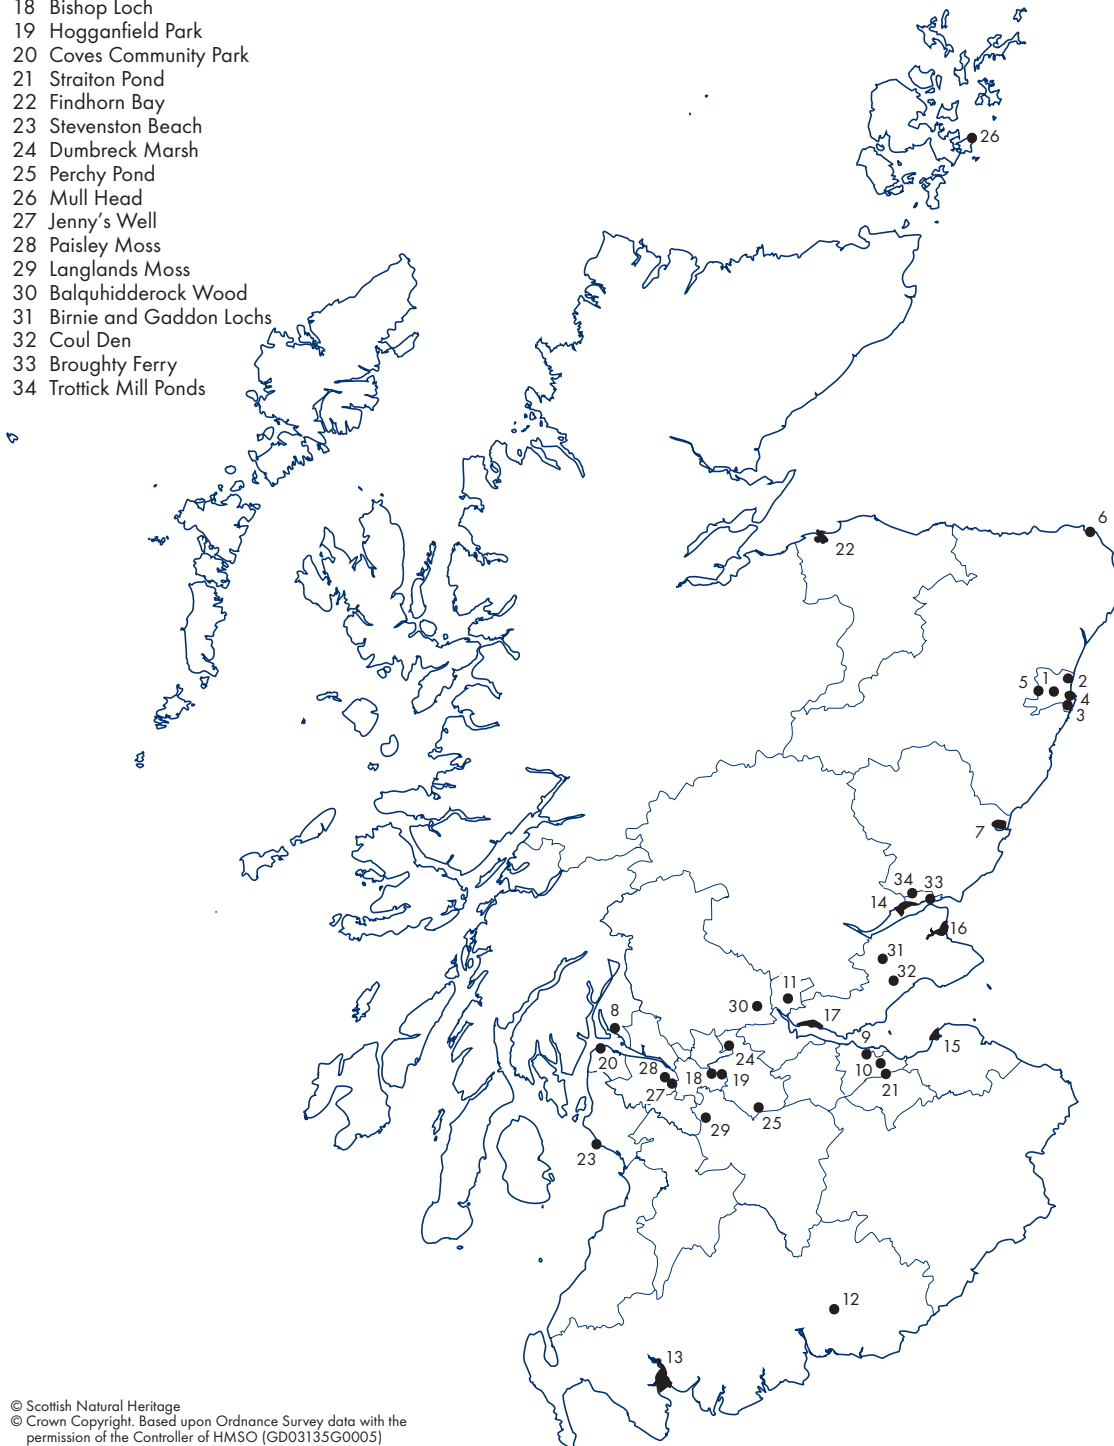 18 Bishop Loch
19 Hogganfield Park
20 Coves Community Park
21 Straiton Pond
22 Findhorn Bay
23 Stevenston Beach
24 Dumbreck Marsh
25 Perchy Pond
26 Mull Head
27 Jenny's Well
28 Paisley Moss
29 Langlands Moss
30 Balquhidderock Wood
31 Birnie and Gaddon Lochs
32 Coul Den
33 Broughty Ferry
34 Trottick Mill Ponds
26
6
22
5
1
2
4
3
7
34
33
14
16
31
32
11
30
17
8
9
15
24
20
10
28
18
19
21
27
25
29
23
12
13
© Scottish Natural Heritage
© Crown Copyright. Based upon Ordnance Survey data with the
permission of the Controller of HMSO (GD03135G0005)